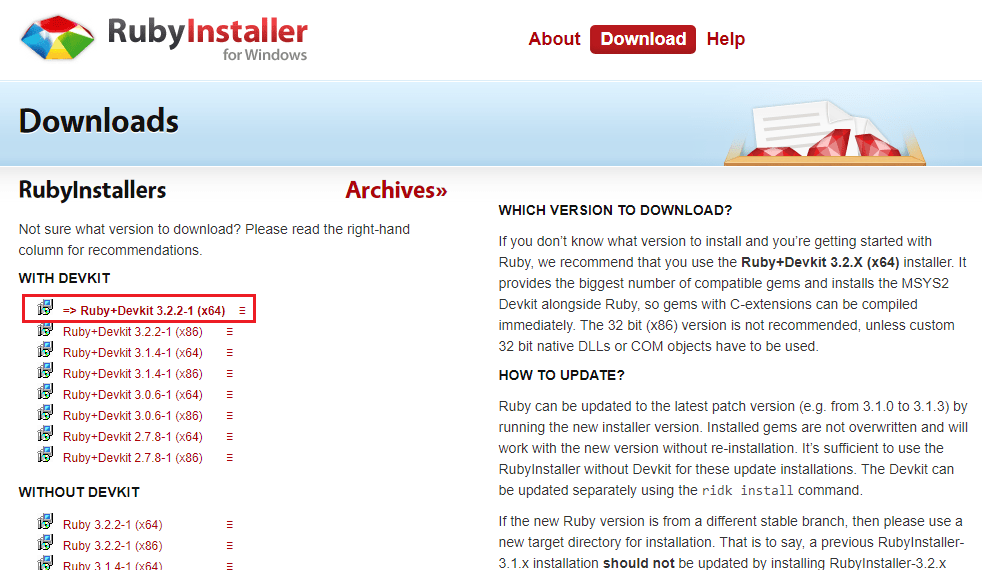 RubyInstaller
for Windows
About Download Help
Downloads
RubyInstallers
Archives»
Not sure what version to download? Please read the right-hand
column for recommendations.
WITH DEVKIT
=> Ruby+Devkit 3.2.2-1 (x64) ≡
Ruby+Devkit 3.2.2-1 (x86) ≡
Ruby+Devkit 3.1.4-1 (x64) ≡
Ruby+Devkit 3.1.4-1 (x86) ≡
Ruby+Devkit 3.0.6-1 (x64) ≡
Ruby+Devkit 3.0.6-1 (x86) ≡
Ruby+Devkit 2.7.8-1 (x64) ≡
Ruby+Devkit 2.7.8-1 (x86) ≡
WITHOUT DEVKIT
Ruby 3.2.2-1 (x64) ≡
Ruby 3.2.2-1 (x86) ≡
Ruby 3.1.4-1 (x64) ≡
WHICH VERSION TO DOWNLOAD?
If you don’t know what version to install and you’re getting started with
Ruby, we recommend that you use the Ruby+Devkit 3.2.X (x64) installer. It
provides the biggest number of compatible gems and installs the MSYS2
Devkit alongside Ruby, so gems with C-extensions can be compiled
immediately. The 32 bit (x86) version is not recommended, unless custom
32 bit native DLLs or COM objects have to be used.
HOW TO UPDATE?
Ruby can be updated to the latest patch version (e.g. from 3.1.0 to 3.1.3) by
running the new installer version. Installed gems are not overwritten and will
work with the new version without re-installation. It’s sufficient to use the
RubyInstaller without Devkit for these update installations. The Devkit can
be updated separately using the ridk install command.
If the new Ruby version is from a different stable branch, then please use a
new target directory for installation. That is to say, a previous RubyInstaller-
3.1.x installation should not be updated by installing RubyInstaller-3.2.x